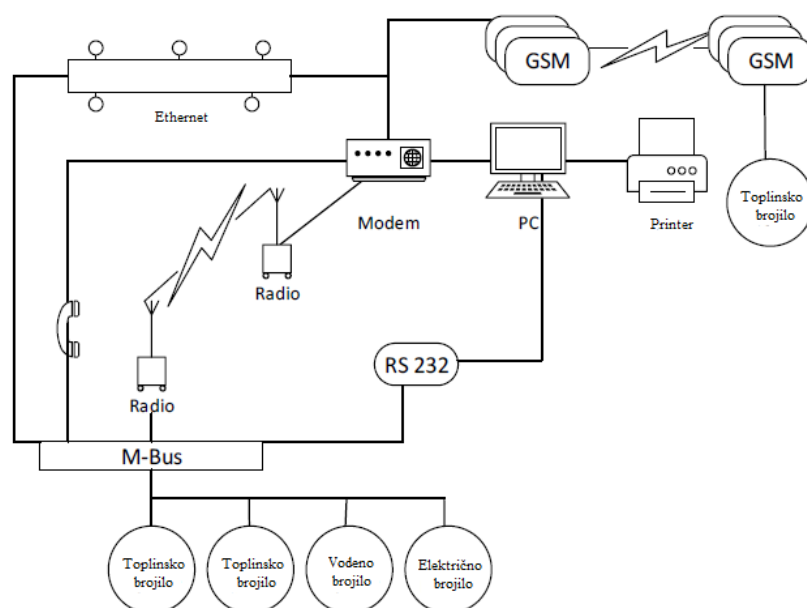 GSM
GSM
Ethernet
Modem
PC
Printer
Toplinsko
brojilo
Radio
RS 232
Radio
M-Bus
Toplinsko
brojilo
Toplinsko
brojilo
Vodeno
brojilo
Električno
brojilo